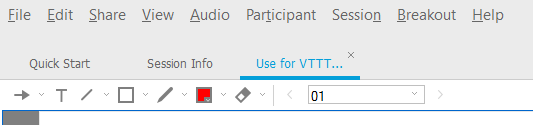 File Edit Share View Audio Participant Session Breakout Help
Quick Start Session Info Use for VTTT...
01